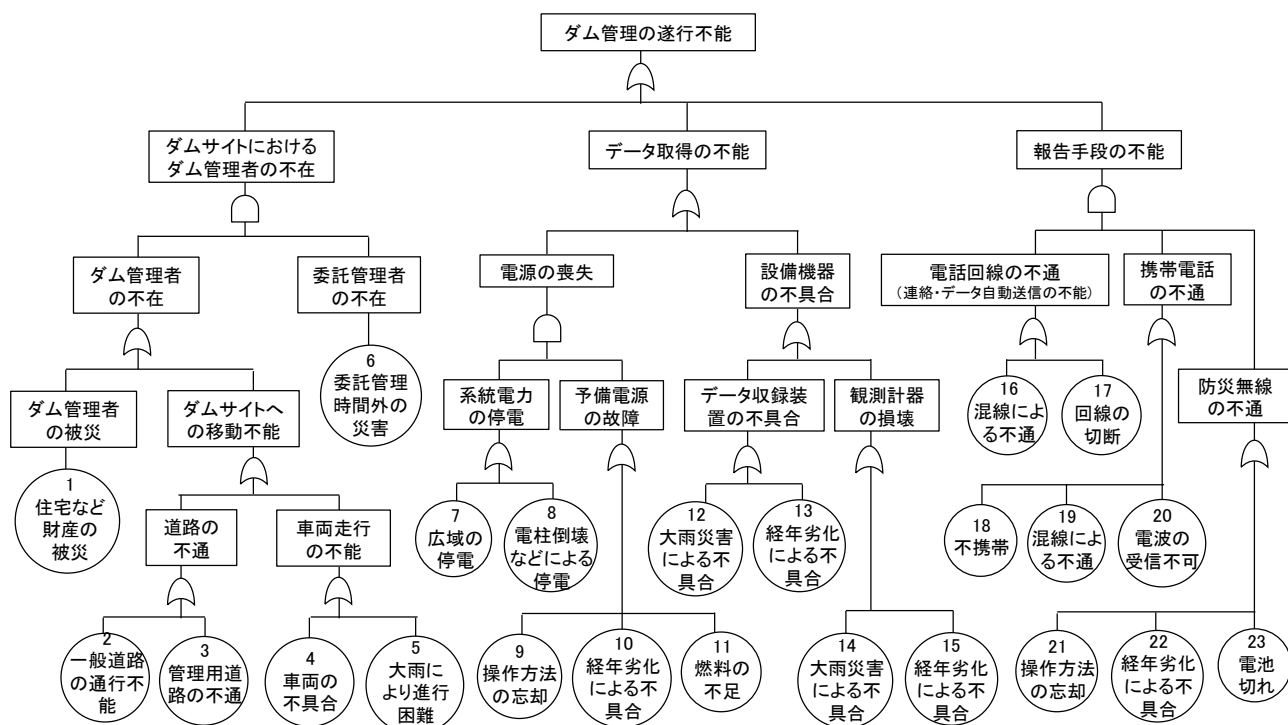 ダム管理の遂行不能
ダムサイトにおける
ダム管理者の不在
データ取得の不能
報告手段の不能
ダム管理者
の不在
委託管理者
の不在
電源の喪失
設備機器
の不具合
電話回線の不通
(連絡・データ自動送信の不能)
携帯電話
の不通
ダム管理者
の被災
ダムサイトへ
の移動不能
6
委託管理
時間外の
災害
系統電力
の停電
予備電源
の故障
データ収録装
置の不具合
観測計器
の損壊
16
混線によ
る不通
17
回線の
切断
防災無線
の不通
1
住宅など
財産の
被災
道路の
不通
車両走行
の不能
7
広域の
停電
8
電柱倒壊
などによる
停電
12
大雨災害
による不
具合
13
経年劣化
による不
具合
18
不携帯
19
混線によ
る不通
20
電波の
受信不可
2
一般道路
の通行不
能
3
管理用道
路の不通
4
車両の
不具合
5
大雨に
より進行
困難
9
操作方法
の忘却
10
経年劣化
による不
具合
11
燃料の
不足
14
大雨災害
による不
具合
15
経年劣化
による不
具合
21
操作方法
の忘却
22
経年劣化
による不
具合
23
電池
切れ